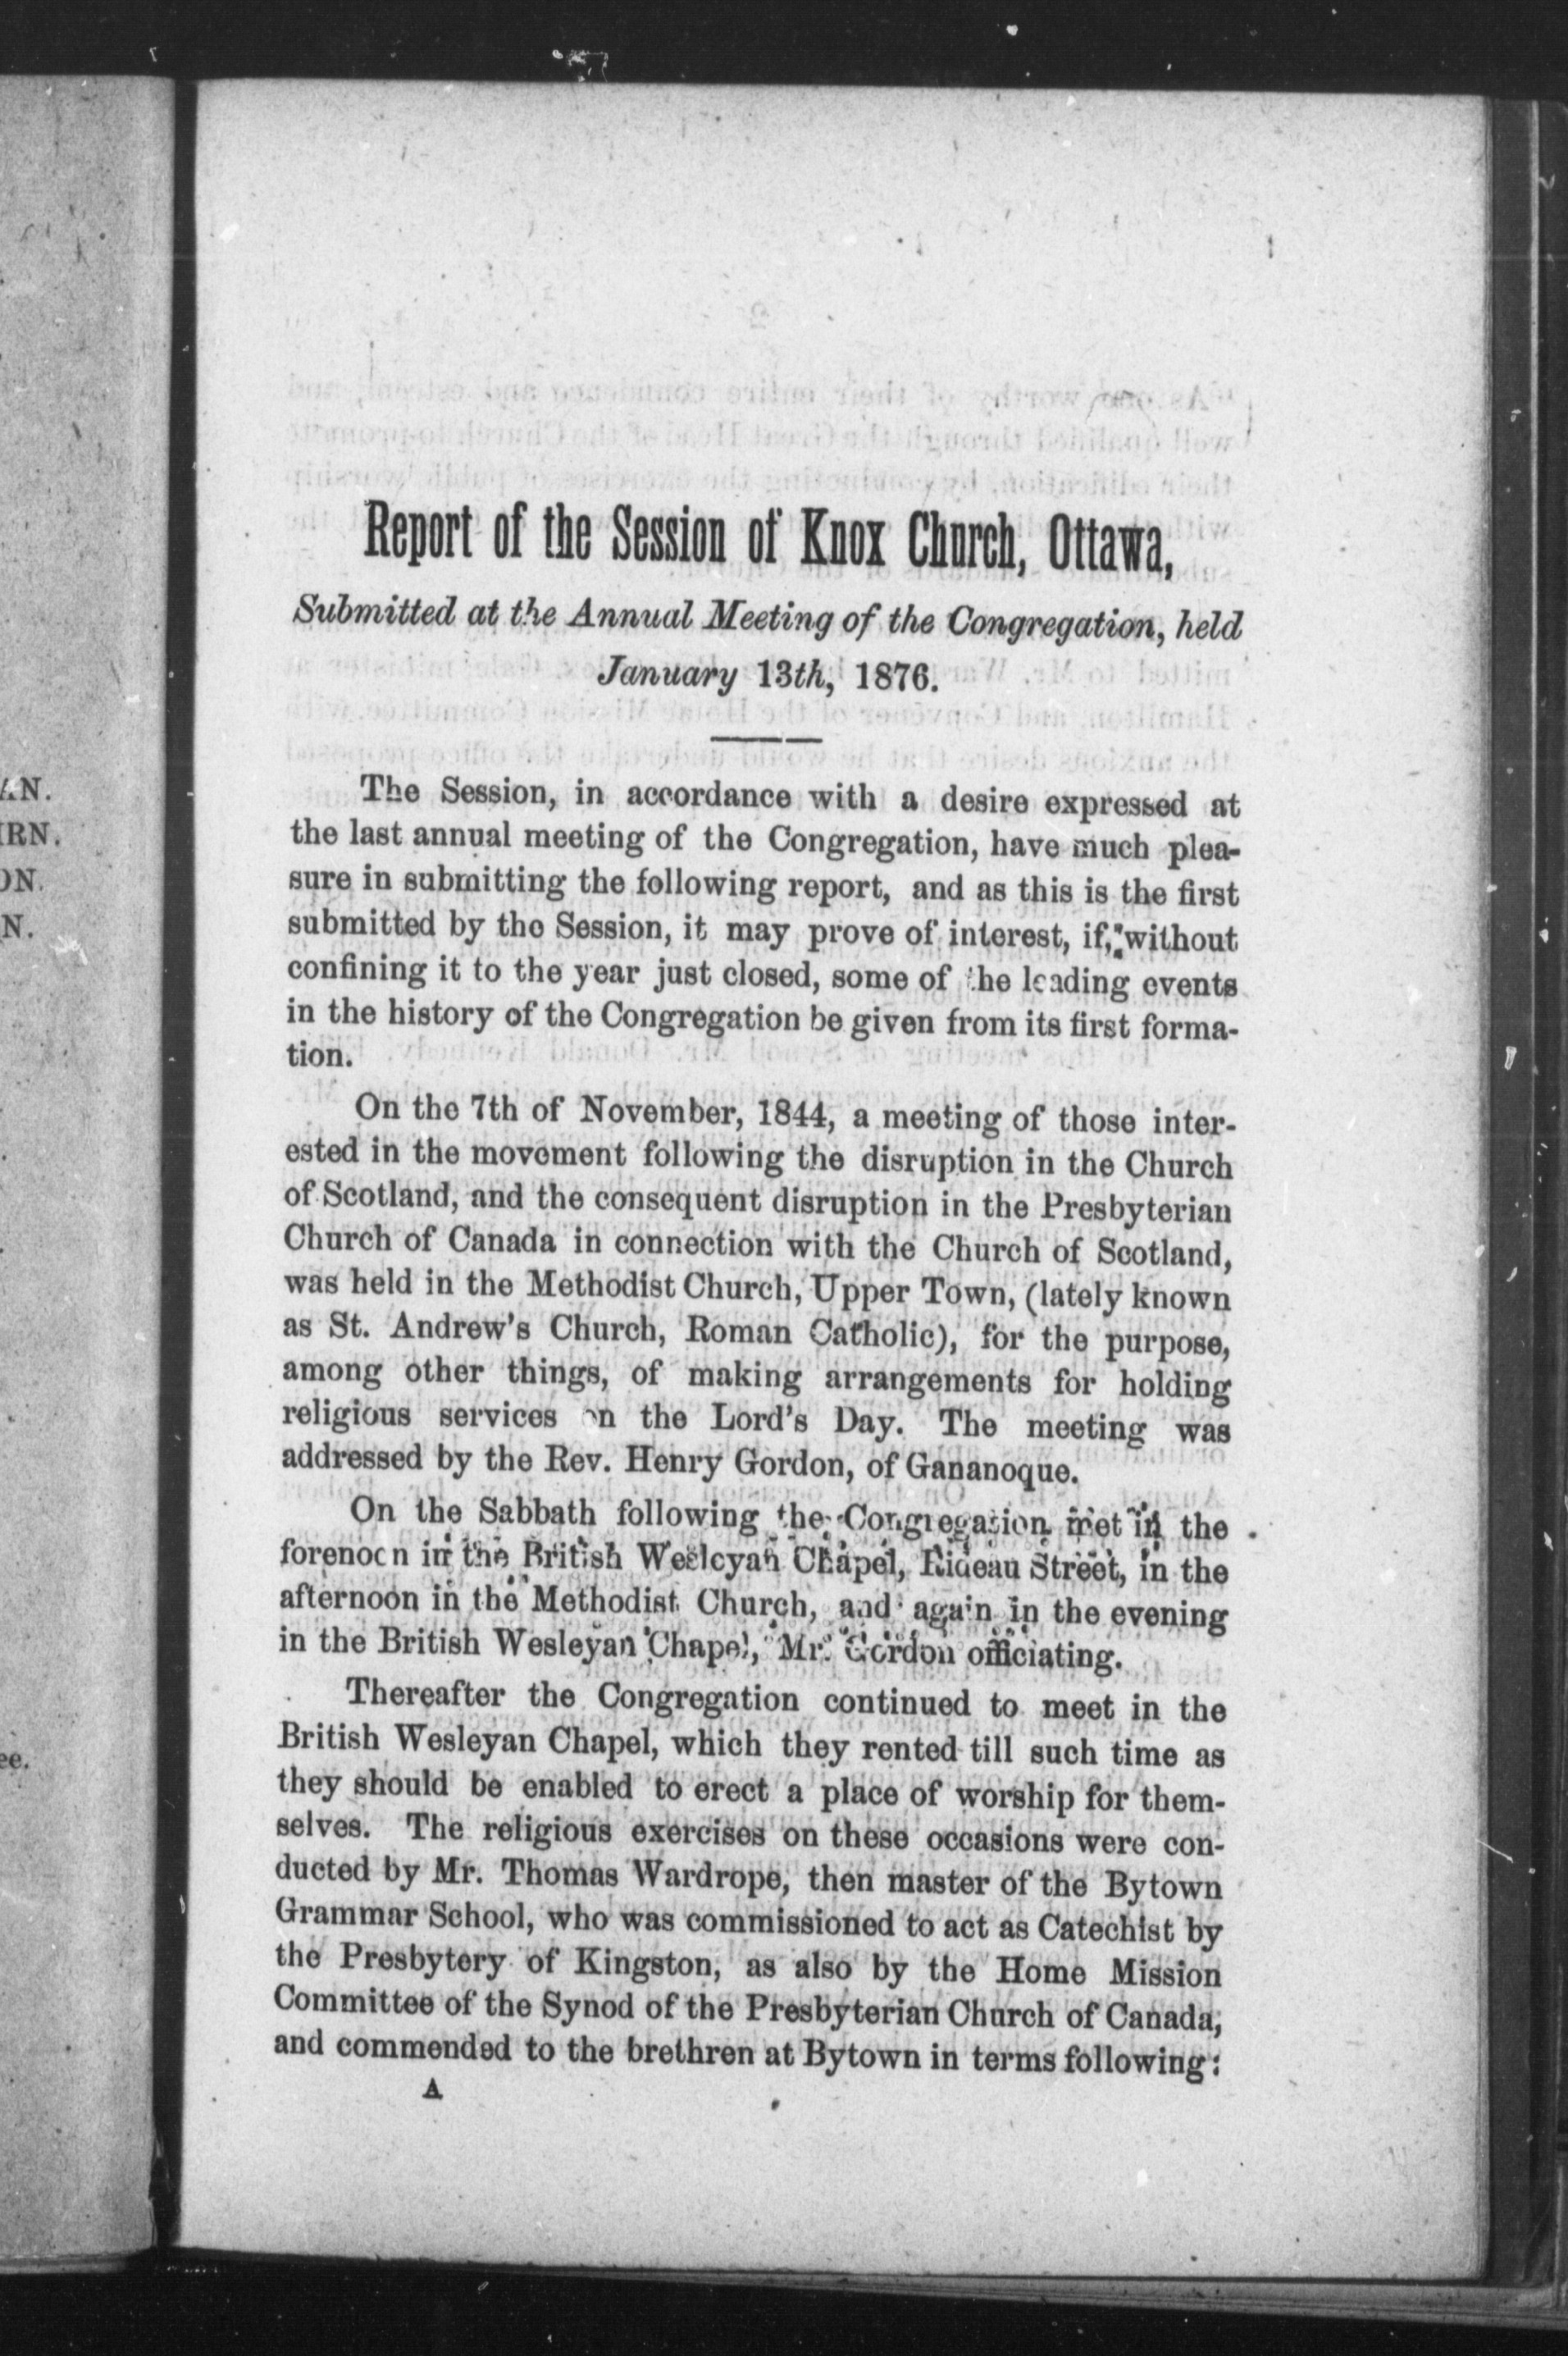 AN.
IRN.
ON.
N.
ee.
Report of the Session of Knox Church, Ottawa,
Submitted at the Annual Meeting of the Congregation, held
January 13th, 1876.
The Session, in accordance with a desire expressed at
the last annual meeting of the Congregation, have much plea-
sure in submitting the following report, and as this is the first
submitted by the Session, it may prove of interest, if, without
confining it to the year just closed, some of the leading events
in the history of the Congregation be given from its first forma-
tion.
On the 7th of November, 1844, a meeting of those inter-
ested in the movement following the disruption in the Church
of Scotland, and the consequent disruption in the Presbyterian
Church of Canada in connection with the Church of Scotland,
was held in the Methodist Church, Upper Town, (lately known
as St. Andrew's Church, Roman Catholic), for the purpose,
among other things, of making arrangements for holding
religious services on the Lord's Day. The meeting was
addressed by the Rev. Henry Gordon, of Gananoque.
On the Sabbath following the Congregation met in the
forenoon in the British Wesleyan Chapel, Rideau Street, in the
afternoon in the Methodist Church, and again in the evening
in the British Wesleyan Chapel, Mr. Gordon officiating.
Thereafter the Congregation continued to meet in the
British Wesleyan Chapel, which they rented till such time as
they should be enabled to erect a place of worship for them-
selves. The religious exercises on these occasions were con-
ducted by Mr. Thomas Wardrope, then master of the Bytown
Grammar School, who was commissioned to act as Catechist by
the Presbytery of Kingston, as also by the Home Mission
Committee of the Synod of the Presbyterian Church of Canada,
and commended to the brethren at Bytown in terms following:
A